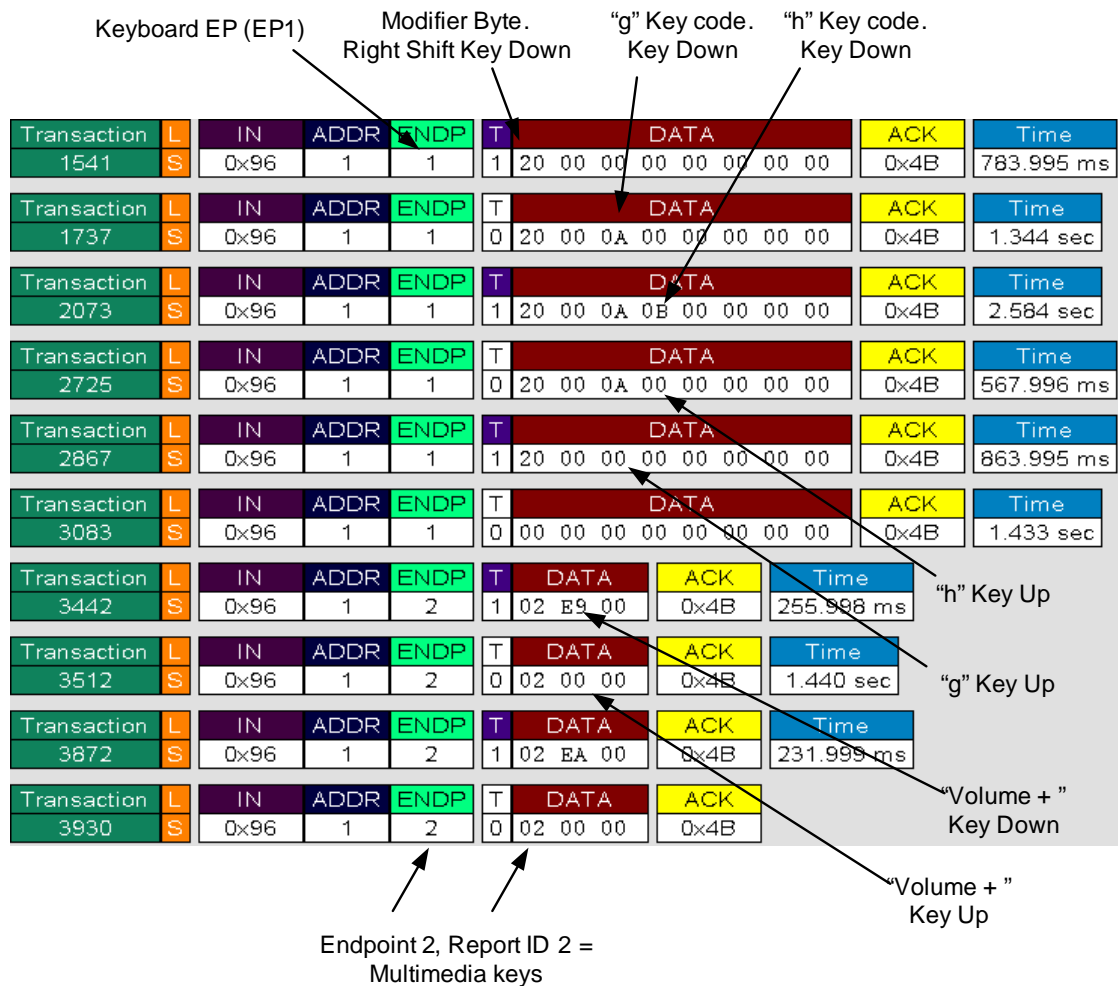 Keyboard EP (EP1)
Modifier Byte.
Right Shift Key Down
“g” Key code.
Key Down
“h” Key code.
Key Down
Transaction L IN ADDR ENDP T DATA ACK Time
1541 S 0x96 1 1 1 20 00 00 00 00 00 00 00 0x4B 783.995 ms
Transaction L IN ADDR ENDP T DATA ACK Time
1737 S 0x96 1 1 0 20 00 0A 00 00 00 00 00 0x4B 1.344 sec
Transaction L IN ADDR ENDP T DATA ACK Time
2073 S 0x96 1 1 1 20 00 0A 0B 00 00 00 00 0x4B 2.584 sec
Transaction L IN ADDR ENDP T DATA ACK Time
2725 S 0x96 1 1 0 20 00 0A 00 00 00 00 00 0x4B 567.996 ms
Transaction L IN ADDR ENDP T DATA ACK Time
2867 S 0x96 1 1 1 20 00 00 00 00 00 00 00 0x4B 863.995 ms
Transaction L IN ADDR ENDP T DATA ACK Time
3083 S 0x96 1 1 0 00 00 00 00 00 00 00 00 0x4B 1.433 sec
Transaction L IN ADDR ENDP T DATA ACK Time
3442 S 0x96 1 2 1 02 E9 00 0x4B 255.998 ms
“h” Key Up
Transaction L IN ADDR ENDP T DATA ACK Time
3512 S 0x96 1 2 0 02 00 00 0x4B 1.440 sec
“g” Key Up
Transaction L IN ADDR ENDP T DATA ACK Time
3872 S 0x96 1 2 1 02 EA 00 0x4B 231.999 ms
Transaction L IN ADDR ENDP T DATA ACK
3930 S 0x96 1 2 0 02 00 00 0x4B
“Volume + ”
Key Down
“Volume + ”
Key Up
Endpoint 2, Report ID 2 =
Multimedia keys